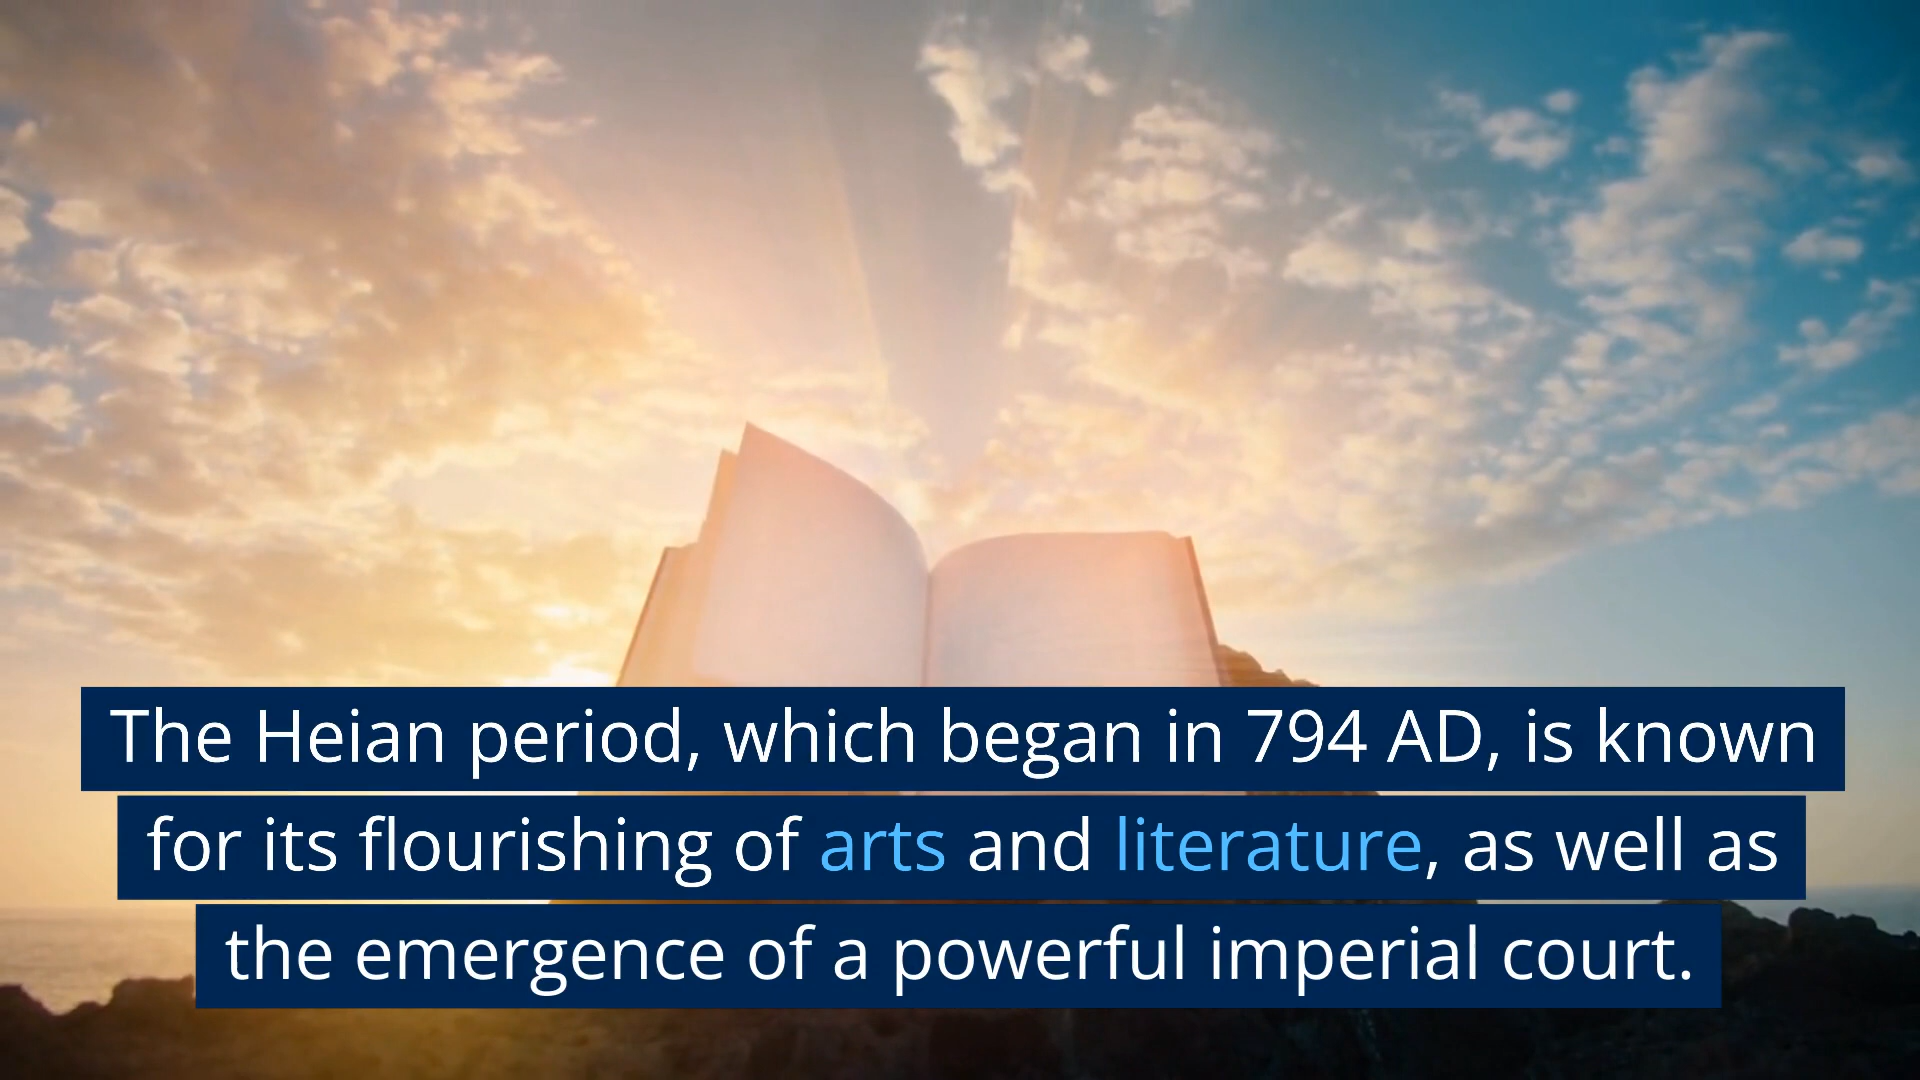 The Heian period, which began in 794 AD, is known
for its flourishing of arts and literature, as well as
the emergence of a powerful imperial court.